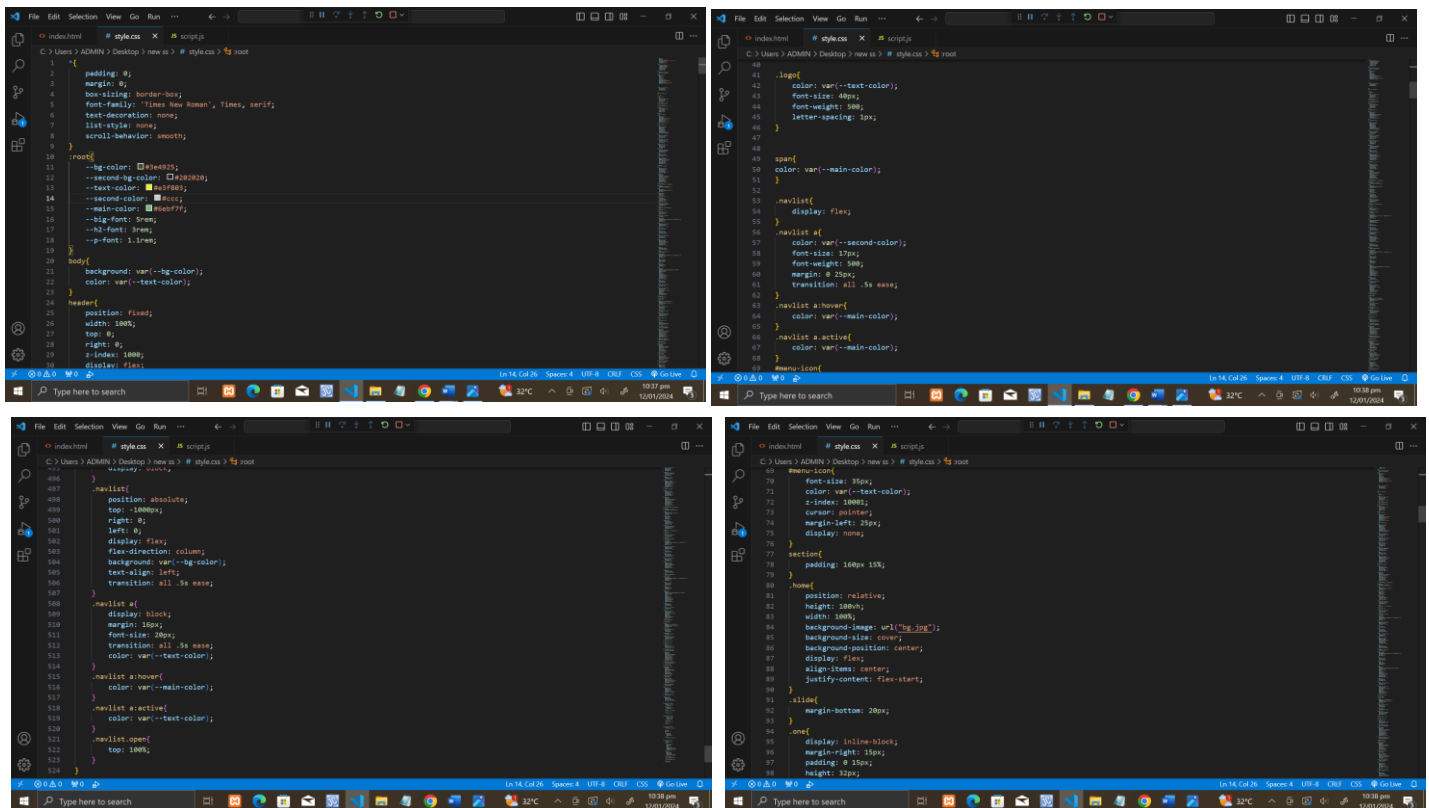 File Edit Selection View Go Run ···
index.html # style.css × JS script.js
C: > Users > ADMIN > Desktop > new ss > # style.css > :root
1 *{
2 padding: 0;
3 margin: 0;
4 box-sizing: border-box;
5 font-family: 'Times New Roman', Times, serif;
6 text-decoration: none;
7 list-style: none;
8 scroll-behavior: smooth;
9 }
10 :root{
11 --bg-color: #3e4925;
12 --second-bg-color: #202020;
13 --text-color: #e3f803;
14 --second-color: #ccc;
15 --main-color: #6ebf7f;
16 --big-font: 5rem;
17 --h2-font: 3rem;
18 --p-font: 1.1rem;
19 }
20 body{
21 background: var(--bg-color);
22 color: var(--text-color);
23 }
24 header{
25 position: fixed;
26 width: 100%;
27 top: 0;
28 right: 0;
29 z-index: 1000;
30 display: flex;
0 0 0 Ln 14, Col 26 Spaces: 4 UTF-8 CRLF CSS Go Live
Type here to search 32°C 10:37 pm
12/01/2024
File Edit Selection View Go Run ···
index.html # style.css × JS script.js
C: > Users > ADMIN > Desktop > new ss > # style.css > :root
40
41 .logo{
42 color: var(--text-color);
43 font-size: 40px;
44 font-weight: 500;
45 letter-spacing: 1px;
46 }
47
48
49 span{
50 color: var(--main-color);
51 }
52
53 .navlist{
54 display: flex;
55 }
56 .navlist a{
57 color: var(--second-color);
58 font-size: 17px;
59 font-weight: 500;
60 margin: 0 25px;
61 transition: all .5s ease;
62 }
63 .navlist a:hover{
64 color: var(--main-color);
65 }
66 .navlist a.active{
67 color: var(--main-color);
68 }
69 #menu-icon{
0 0 0 Ln 14, Col 26 Spaces: 4 UTF-8 CRLF CSS Go Live
Type here to search 32°C 10:38 pm
12/01/2024
File Edit Selection View Go Run ···
index.html # style.css × JS script.js
C: > Users > ADMIN > Desktop > new ss > # style.css > :root
495 display: block;
496 }
497 .navlist{
498 position: absolute;
499 top: -1000px;
500 right: 0;
501 left: 0;
502 display: flex;
503 flex-direction: column;
504 background: var(--bg-color);
505 text-align: left;
506 transition: all .5s ease;
507 }
508 .navlist a{
509 display: block;
510 margin: 16px;
511 font-size: 20px;
512 transition: all .5s ease;
513 color: var(--text-color);
514 }
515 .navlist a:hover{
516 color: var(--main-color);
517 }
518 .navlist a:active{
519 color: var(--text-color);
520 }
521 .navlist.open{
522 top: 100%;
523 }
524 }
0 0 0 Ln 14, Col 26 Spaces: 4 UTF-8 CRLF CSS Go Live
Type here to search 32°C 10:38 pm
12/01/2024
File Edit Selection View Go Run ···
index.html # style.css × JS script.js
C: > Users > ADMIN > Desktop > new ss > # style.css > :root
69 #menu-icon{
70 font-size: 35px;
71 color: var(--text-color);
72 z-index: 10001;
73 cursor: pointer;
74 margin-left: 25px;
75 display: none;
76 }
77 section{
78 padding: 160px 15%;
79 }
80 .home{
81 position: relative;
82 height: 100vh;
83 width: 100%;
84 background-image: url("bg.jpg");
85 background-size: cover;
86 background-position: center;
87 display: flex;
88 align-items: center;
89 justify-content: flex-start;
90 }
91 .slide{
92 margin-bottom: 20px;
93 }
94 .one{
95 display: inline-block;
96 margin-right: 15px;
97 padding: 0 15px;
98 height: 32px;
0 0 0 Ln 14, Col 26 Spaces: 4 UTF-8 CRLF CSS Go Live
Type here to search 32°C 10:38 pm
12/01/2024